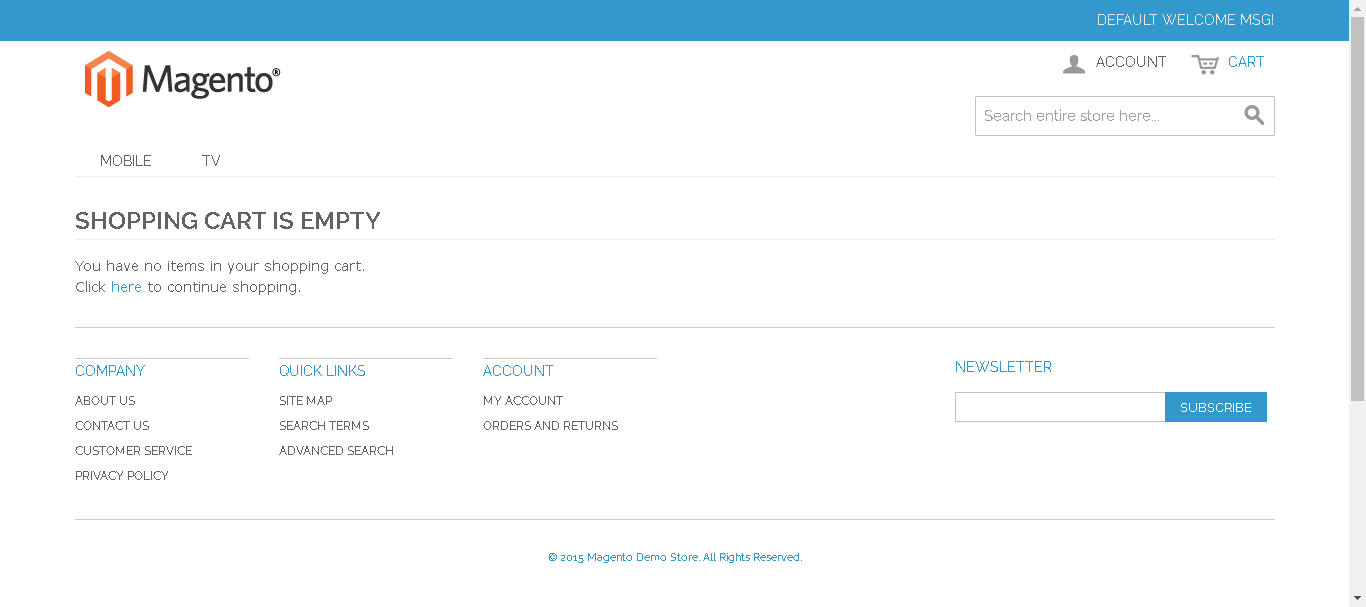 DEFAULT WELCOME MSG!
Magento®
ACCOUNT CART
Search entire store here...
MOBILE TV
SHOPPING CART IS EMPTY
You have no items in your shopping cart.
Click here to continue shopping.
COMPANY
ABOUT US
CONTACT US
CUSTOMER SERVICE
PRIVACY POLICY
QUICK LINKS
SITE MAP
SEARCH TERMS
ADVANCED SEARCH
ACCOUNT
MY ACCOUNT
ORDERS AND RETURNS
NEWSLETTER
SUBSCRIBE
© 2015 Magento Demo Store. All Rights Reserved.